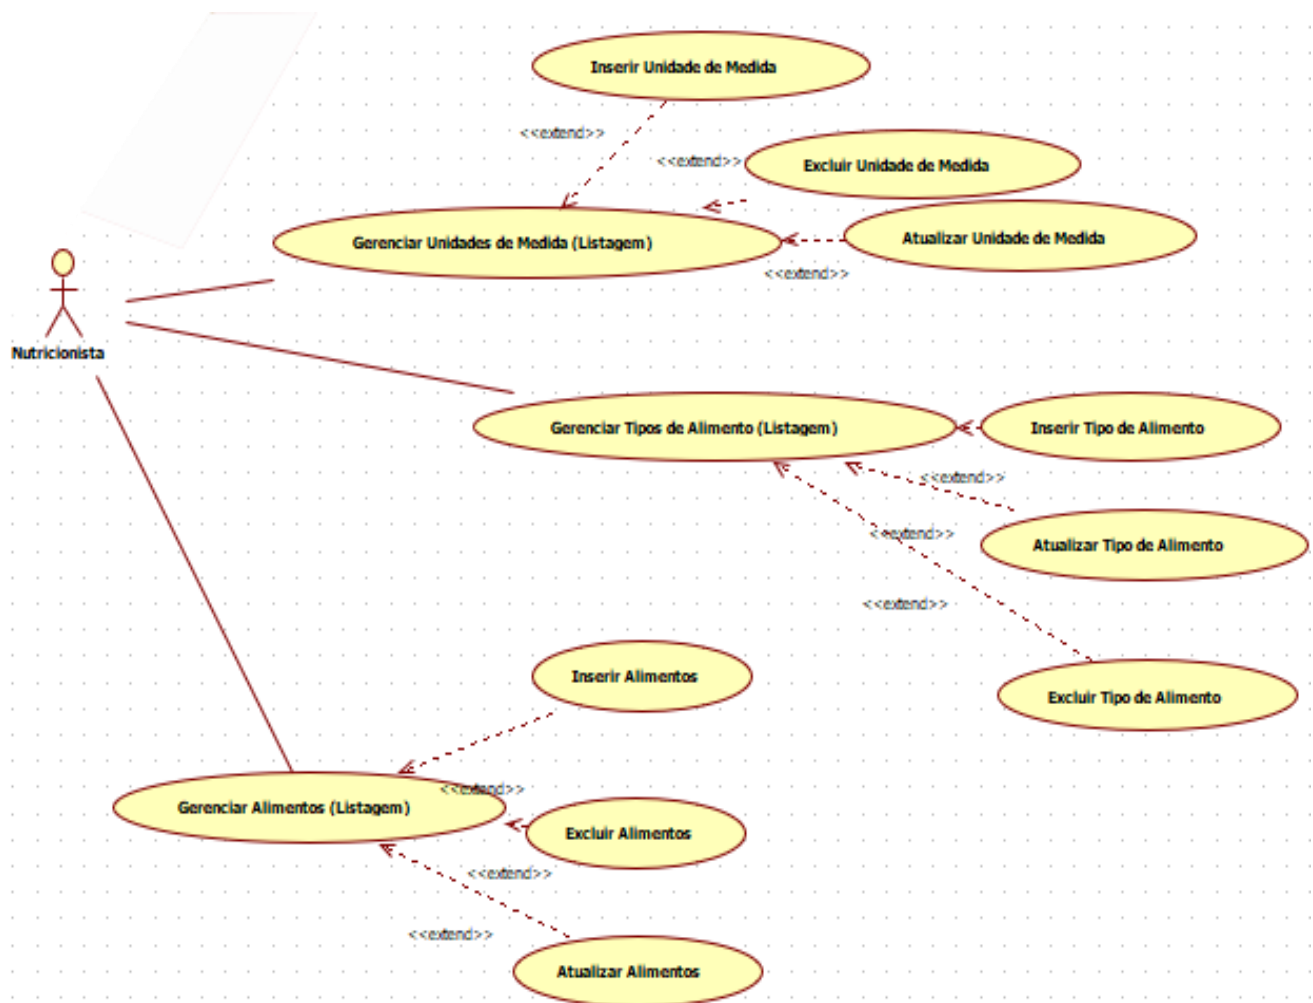 Inserir Unidade de Medida
<<extend>>
<<extend>>
Excluir Unidade de Medida
Gerenciar Unidades de Medida (Listagem)
Atualizar Unidade de Medida
<<extend>>
Nutricionista
Gerenciar Tipos de Alimento (Listagem)
Inserir Tipo de Alimento
<<extend>>
<<extend>>
Atualizar Tipo de Alimento
<<extend>>
Inserir Alimentos
Excluir Tipo de Alimento
<<extend>>
Gerenciar Alimentos (Listagem)
Excluir Alimentos
<<extend>>
<<extend>>
Atualizar Alimentos